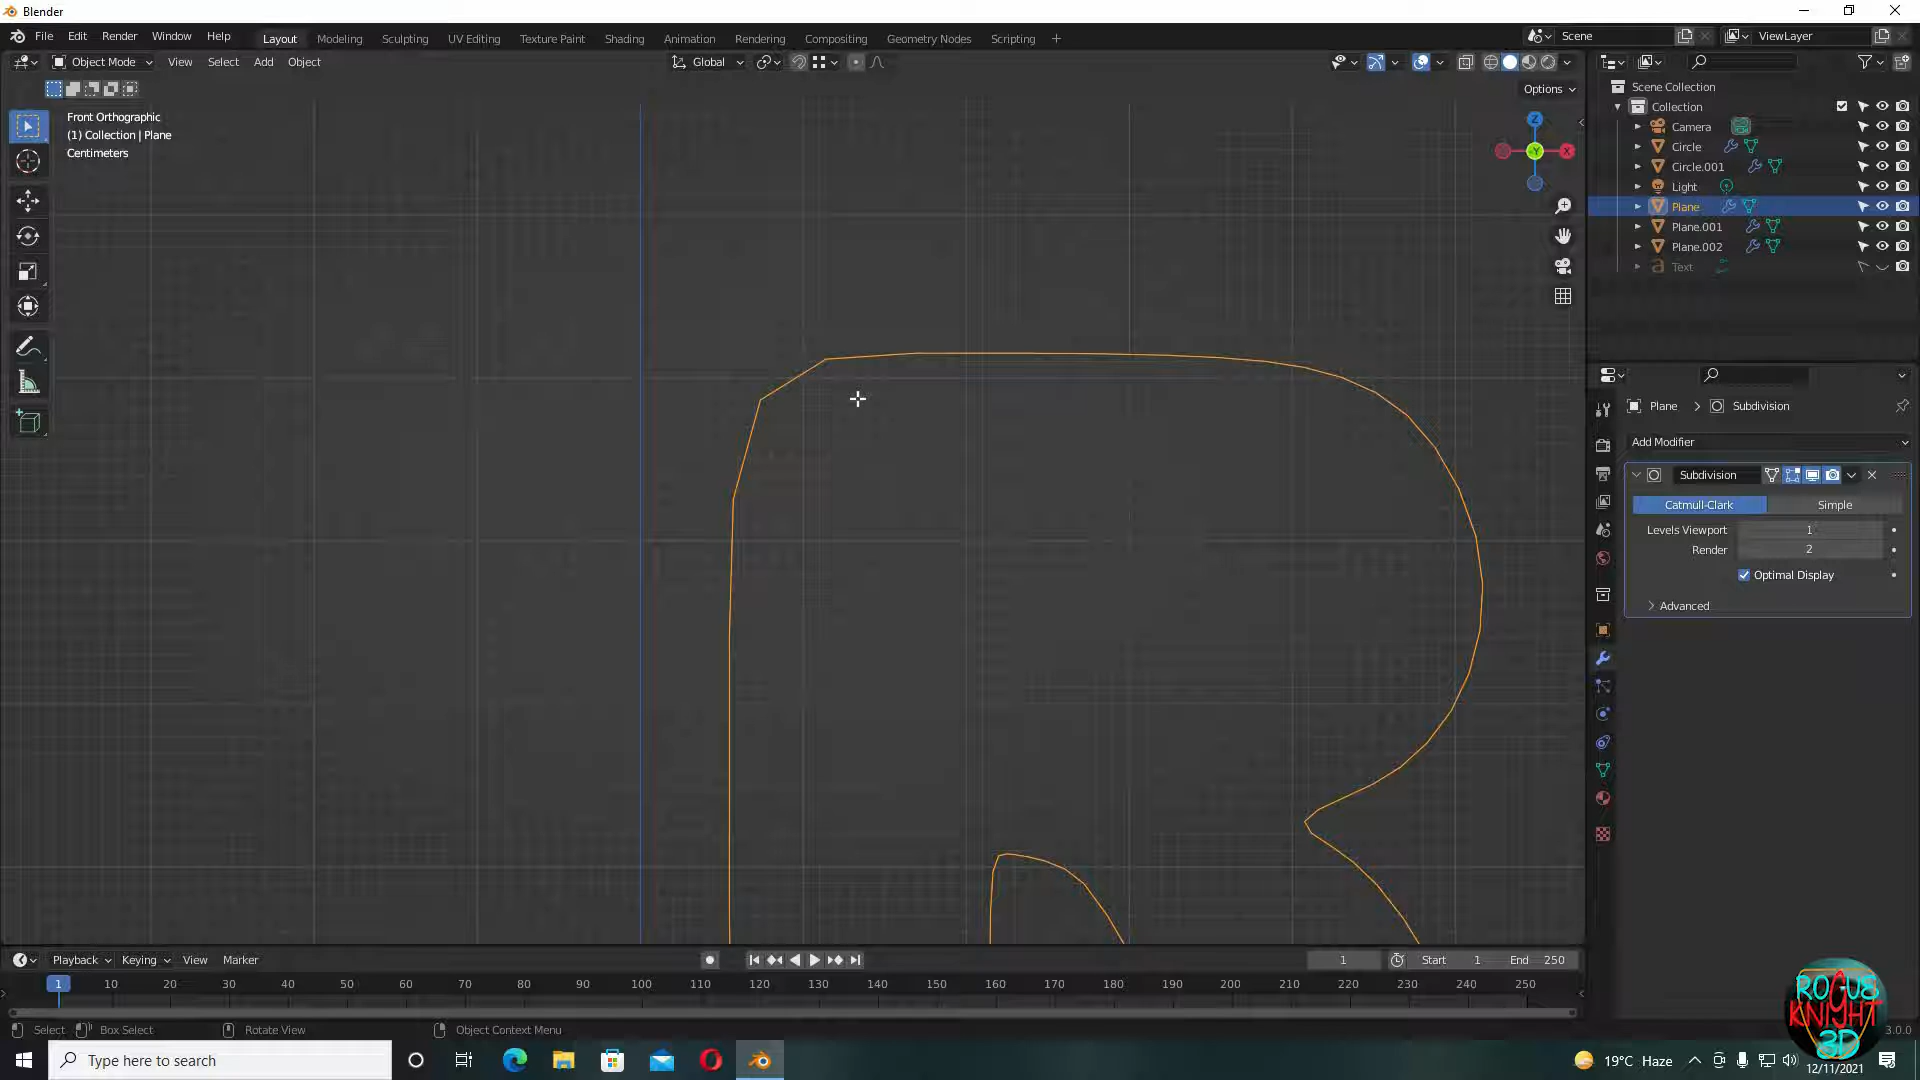 Blender
File Edit Render Window Help
Layout Modeling Sculpting UV Editing Texture Paint Shading Animation Rendering Compositing Geometry Nodes Scripting +
Scene
ViewLayer
Object Mode View Select Add Object
Global
Options
Front Orthographic
(1) Collection | Plane
Centimeters
Z
Y
X
Scene Collection
Collection
Camera
Circle
Circle.001
Light
Plane
Plane.001
Plane.002
Text
Plane > Subdivision
Add Modifier
Subdivision
Catmull-Clark Simple
Levels Viewport 1
Render 2
Optimal Display
Advanced
Playback Keying View Marker
1 Start 1 End 250
1 10 20 30 40 50 60 70 80 90 100 110 120 130 140 150 160 170 180 190 200 210 220 230 240 250
Select Box Select Rotate View Object Context Menu
3.0.0
ROGUE
KNIGHT
3D
Type here to search
19°C Haze
12/11/2021